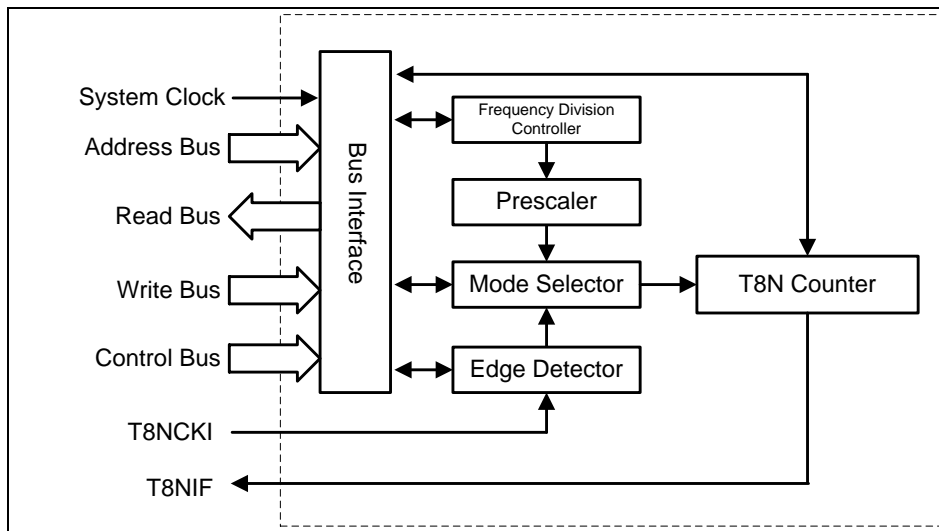 System Clock
Address Bus
Read Bus
Write Bus
Control Bus
T8NCKI
T8NIF
Bus Interface
Frequency Division
Controller
Prescaler
Mode Selector
Edge Detector
T8N Counter